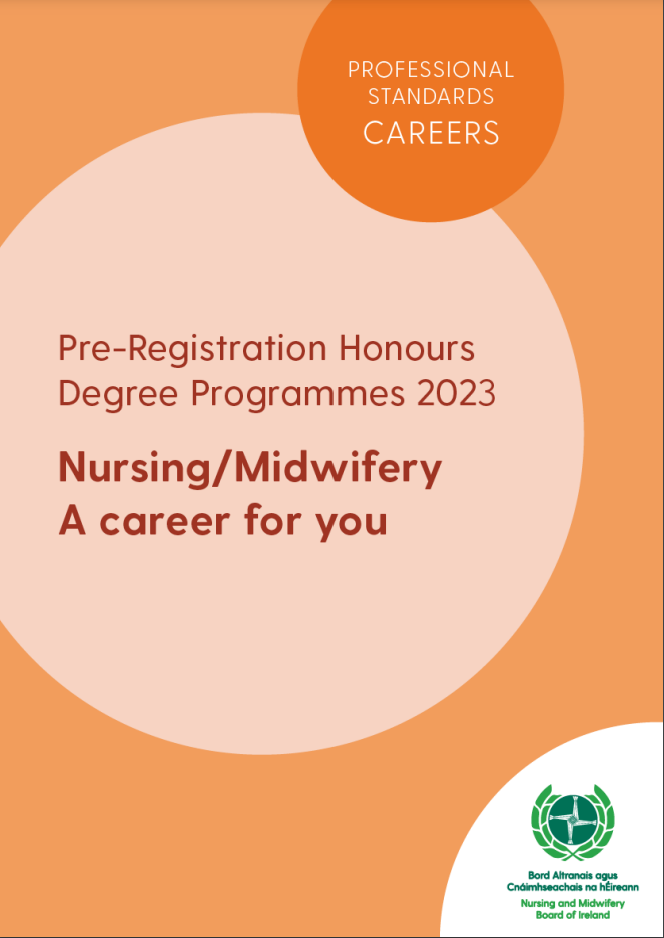 PROFESSIONAL
STANDARDS
CAREERS
Pre-Registration Honours
Degree Programmes 2023
Nursing/Midwifery
A career for you
Bord Altranais agus
Cnáimhseachais na hÉireann
Nursing and Midwifery
Board of Ireland